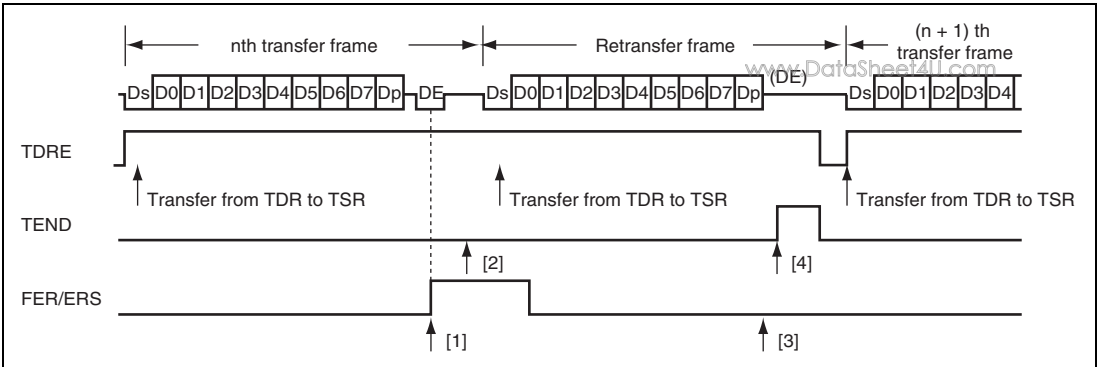 nth transfer frame
Retransfer frame
(n + 1) th
transfer frame
www.DataSheet4U.com
(DE)
Ds D0 D1 D2 D3 D4 D5 D6 D7 Dp DE Ds D0 D1 D2 D3 D4 D5 D6 D7 Dp Ds D0 D1 D2 D3 D4
TDRE
Transfer from TDR to TSR Transfer from TDR to TSR Transfer from TDR to TSR
TEND
[2] [4]
FER/ERS
[1] [3]